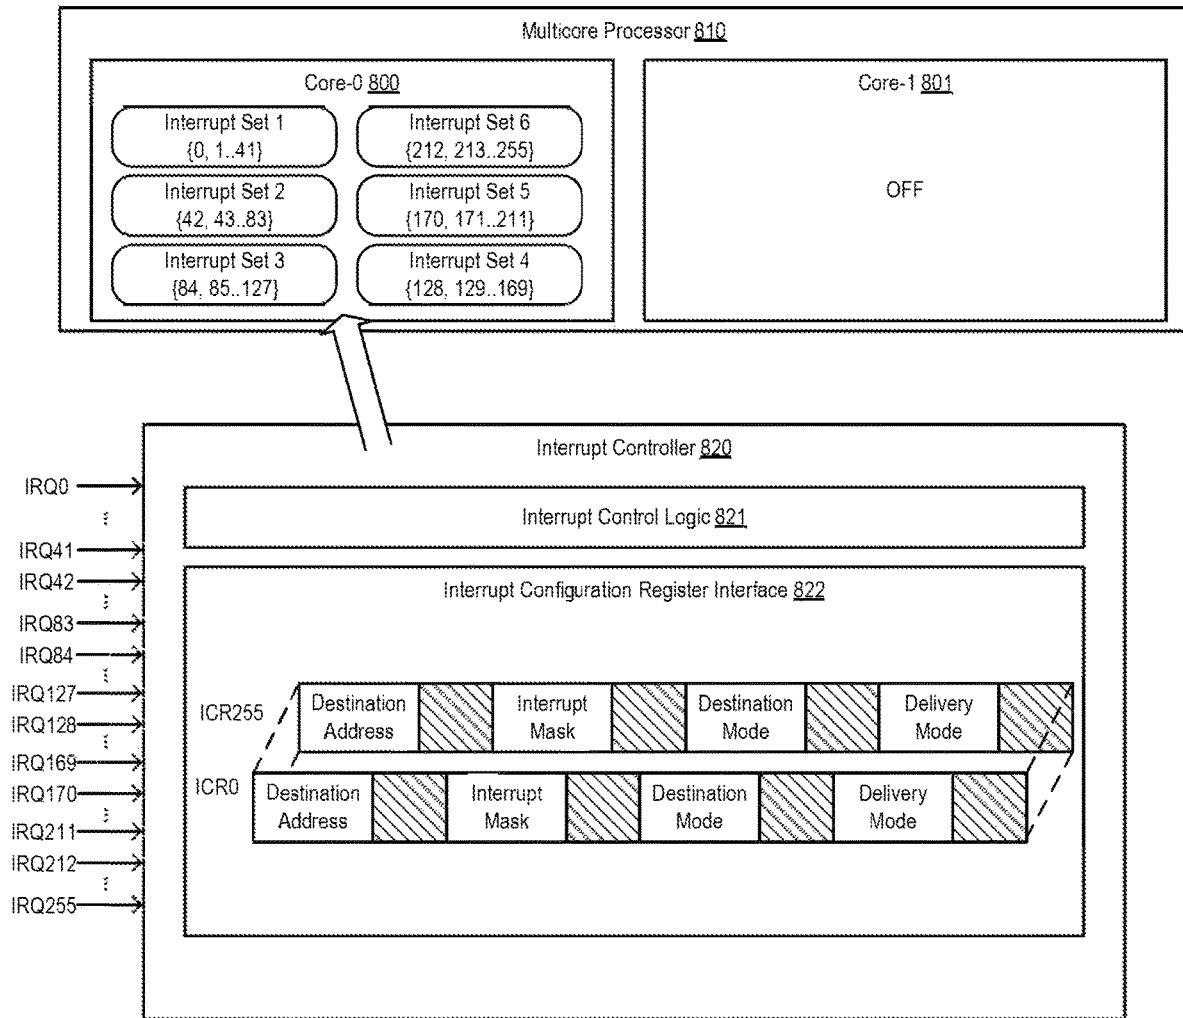 Multicore Processor 810
Core-0 800
Interrupt Set 1
{0, 1..41}
Interrupt Set 6
{212, 213..255}
Interrupt Set 2
{42, 43..83}
Interrupt Set 5
{170, 171..211}
Interrupt Set 3
{84, 85..127}
Interrupt Set 4
{128, 129..169}
Core-1 801
OFF
Interrupt Controller 820
Interrupt Control Logic 821
Interrupt Configuration Register Interface 822
IRQ0
⋮
IRQ41
IRQ42
⋮
IRQ83
IRQ84
⋮
IRQ127
IRQ128
⋮
IRQ169
IRQ170
⋮
IRQ211
IRQ212
⋮
IRQ255
ICR255
Destination
Address
Interrupt
Mask
Destination
Mode
Delivery
Mode
ICR0
Destination
Address
Interrupt
Mask
Destination
Mode
Delivery
Mode